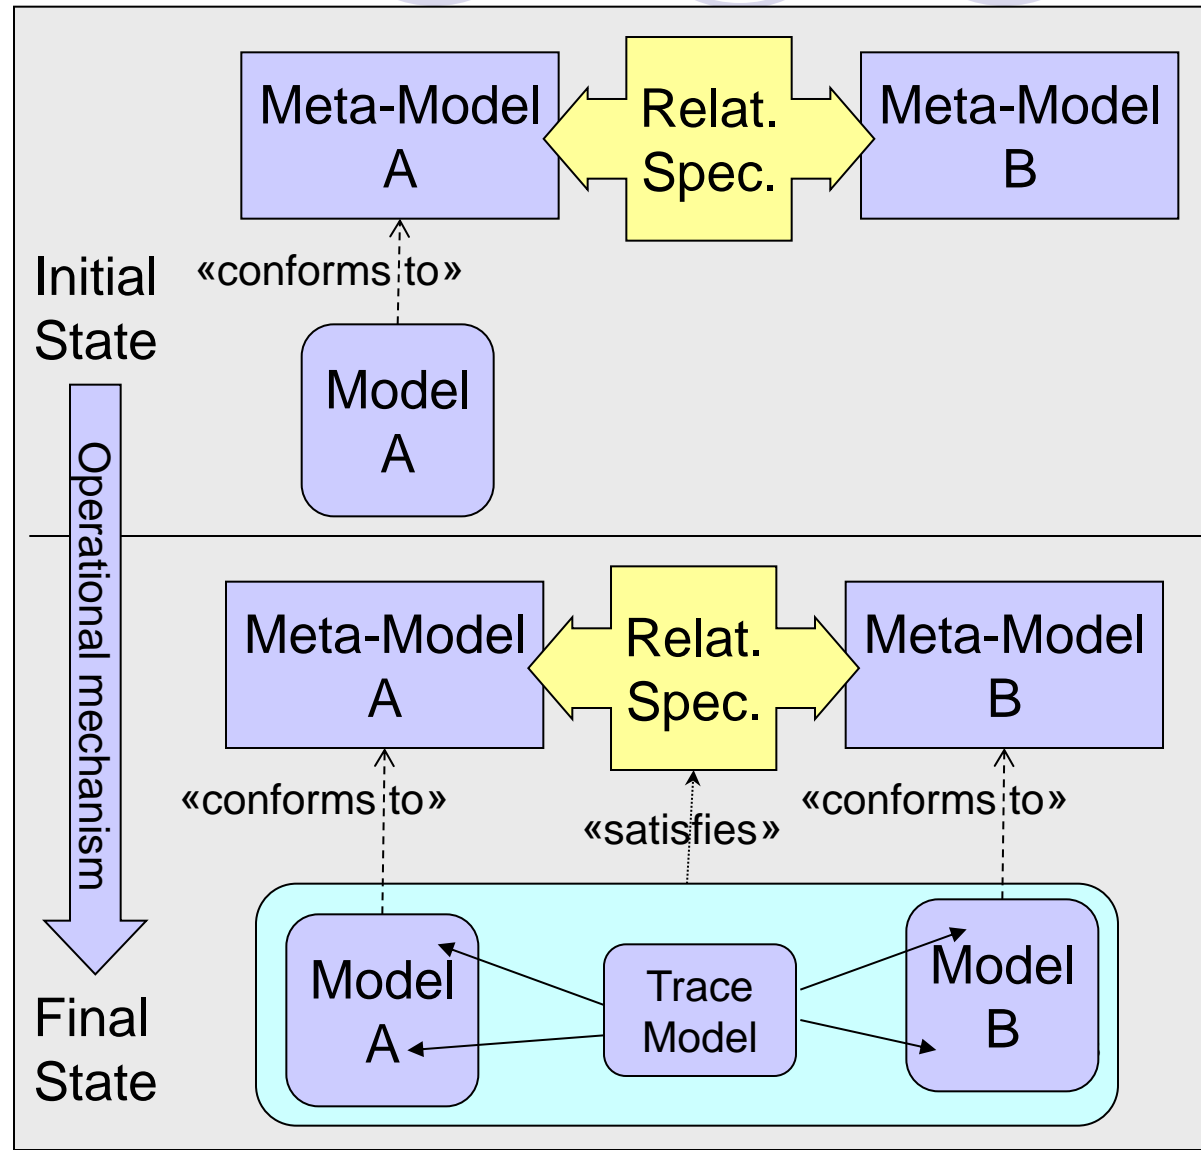 Meta-Model
A
Relat.
Spec.
Meta-Model
B
Initial
State
«conforms to»
Model
A
Operational mechanism
Meta-Model
A
Relat.
Spec.
Meta-Model
B
«conforms to»
«satisfies»
«conforms to»
Model
A
Trace
Model
Model
B
Final
State